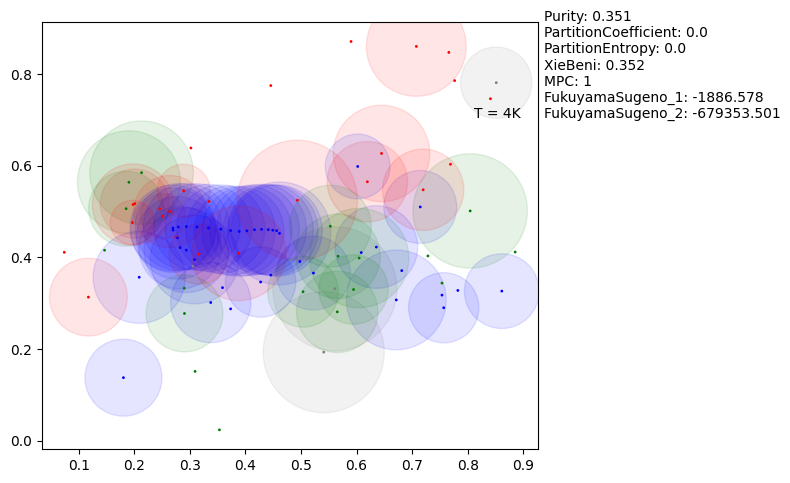 Purity: 0.351
PartitionCoefficient: 0.0
PartitionEntropy: 0.0
XieBeni: 0.352
MPC: 1
FukuyamaSugeno_1: -1886.578
FukuyamaSugeno_2: -679353.501
T = 4K
0.8
0.6
0.4
0.2
0.0
0.1 0.2 0.3 0.4 0.5 0.6 0.7 0.8 0.9